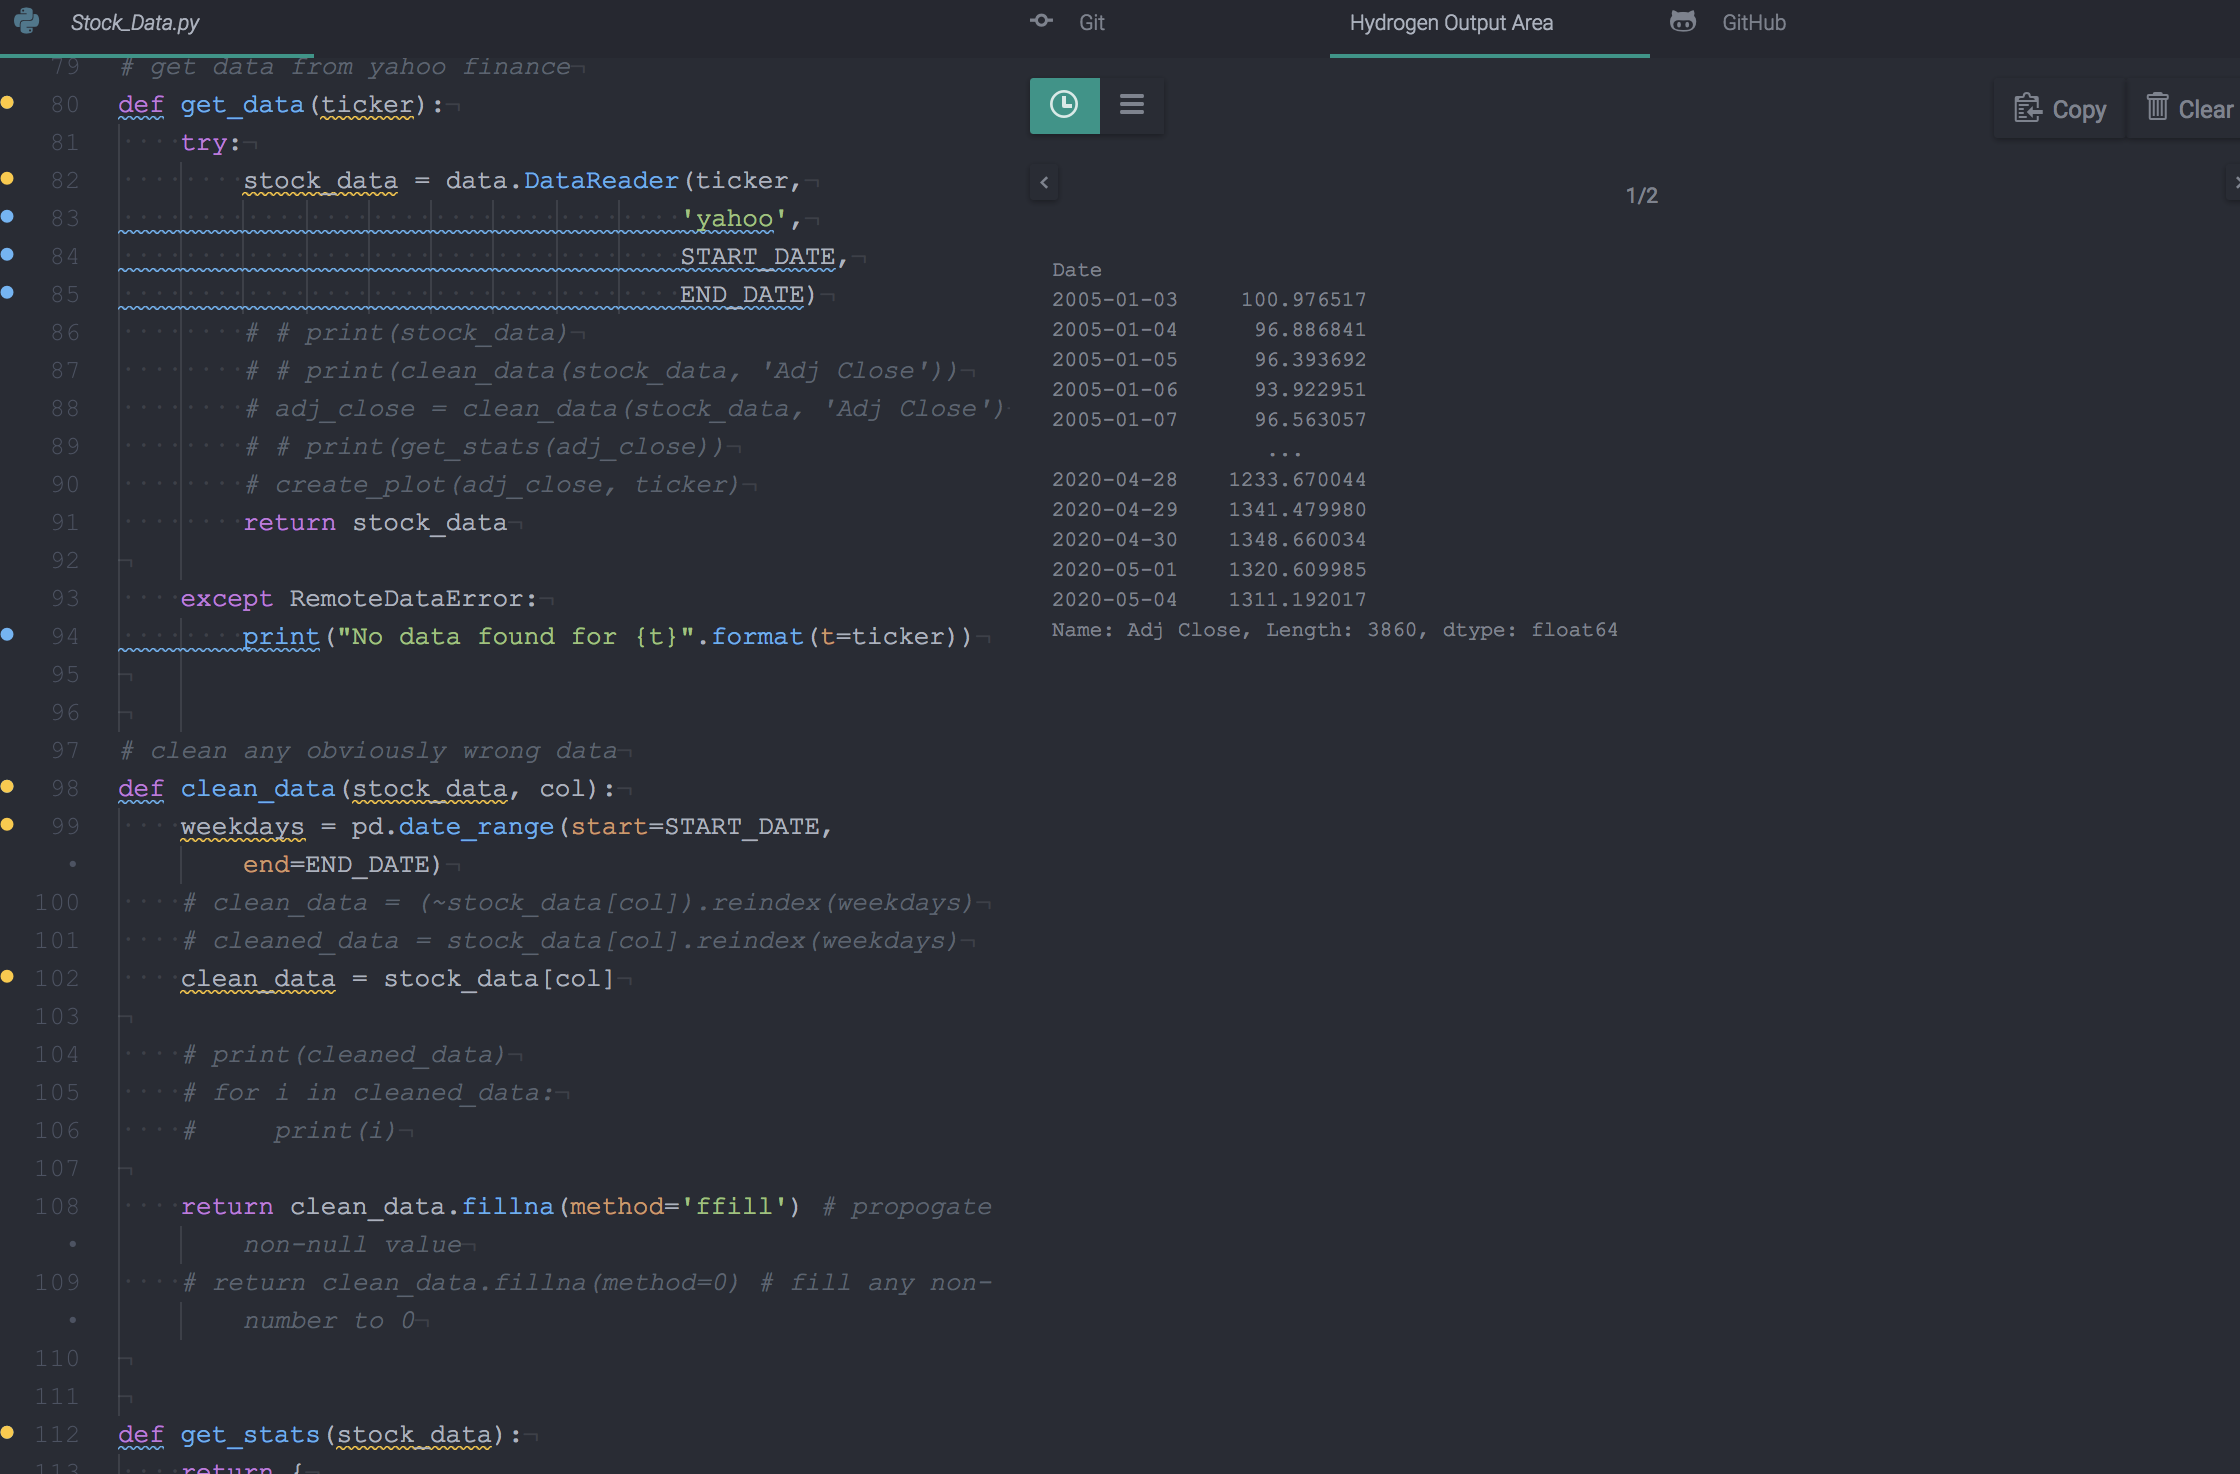 Stock_Data.py
Git
Hydrogen Output Area
GitHub
Copy
Clear
1/2
79 # get data from yahoo finance¬
80 def get_data(ticker):¬
81 try:¬
82 stock_data = data.DataReader(ticker,¬
83 'yahoo',¬
84 START_DATE,¬
85 END_DATE)¬
86 # # print(stock_data)¬
87 # # print(clean_data(stock_data, 'Adj Close'))¬
88 # adj_close = clean_data(stock_data, 'Adj Close')
89 # # print(get_stats(adj_close))¬
90 # create_plot(adj_close, ticker)¬
91 return stock_data¬
92 ¬
93 except RemoteDataError:¬
94 print("No data found for {t}".format(t=ticker))¬
95 ¬
96 ¬
97 # clean any obviously wrong data¬
98 def clean_data(stock_data, col):¬
99 weekdays = pd.date_range(start=START_DATE,
• end=END_DATE)¬
100 # clean_data = (~stock_data[col]).reindex(weekdays)¬
101 # cleaned_data = stock_data[col].reindex(weekdays)¬
102 clean_data = stock_data[col]¬
103 ¬
104 # print(cleaned_data)¬
105 # for i in cleaned_data:¬
106 # print(i)¬
107 ¬
108 return clean_data.fillna(method='ffill') # propogate
• non-null value¬
109 # return clean_data.fillna(method=0) # fill any non-
• number to 0¬
110 ¬
111 ¬
112 def get_stats(stock_data):¬
113 return {¬
Date
2005-01-03 100.976517
2005-01-04 96.886841
2005-01-05 96.393692
2005-01-06 93.922951
2005-01-07 96.563057
...
2020-04-28 1233.670044
2020-04-29 1341.479980
2020-04-30 1348.660034
2020-05-01 1320.609985
2020-05-04 1311.192017
Name: Adj Close, Length: 3860, dtype: float64